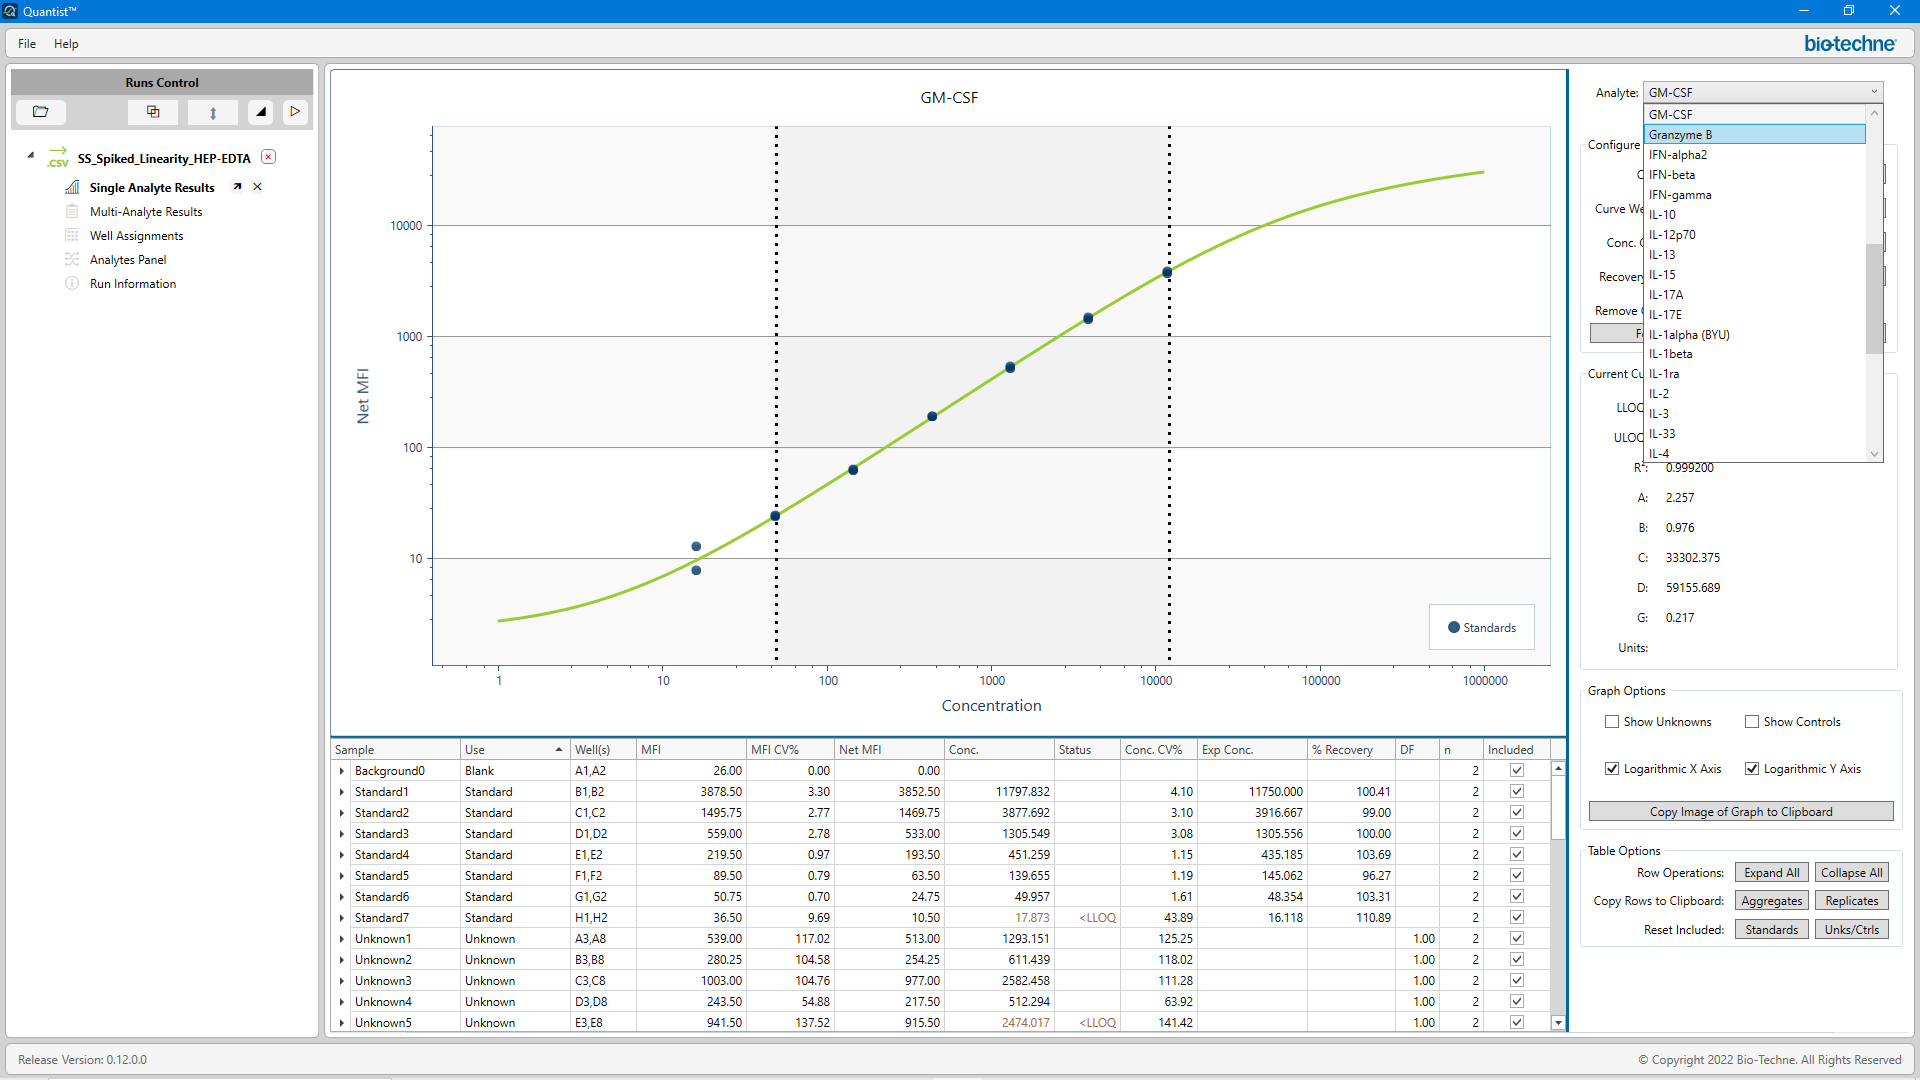 Quantist™
File Help
bio-techne
Runs Control
.CSV SS_Spiked_Linearity_HEP-EDTA
Single Analyte Results
Multi-Analyte Results
Well Assignments
Analytes Panel
Run Information
GM-CSF
Net MFI
10000
1000
100
10
1 10 100 1000 10000 100000 1000000
Concentration
Standards
Analyte: GM-CSF
GM-CSF
Granzyme B
IFN-alpha2
IFN-beta
IFN-gamma
IL-10
IL-12p70
IL-13
IL-15
IL-17A
IL-17E
IL-1alpha (BYU)
IL-1beta
IL-1ra
IL-2
IL-3
IL-33
IL-4
Configure
Curve We
Conc. C
Recovery
Remove
Current Cu
LLOQ
ULOQ
R²: 0.999200
A: 2.257
B: 0.976
C: 33302.375
D: 59155.689
G: 0.217
Units:
Graph Options
Show Unknowns Show Controls
Logarithmic X Axis Logarithmic Y Axis
Copy Image of Graph to Clipboard
Table Options
Row Operations: Expand All Collapse All
Copy Rows to Clipboard: Aggregates Replicates
Reset Included: Standards Unks/Ctrls
Sample Use Well(s) MFI MFI CV% Net MFI Conc. Status Conc. CV% Exp Conc. % Recovery DF n Included
Background0 Blank A1,A2 26.00 0.00 0.00 2
Standard1 Standard B1,B2 3878.50 3.30 3852.50 11797.832 4.10 11750.000 100.41 2
Standard2 Standard C1,C2 1495.75 2.77 1469.75 3877.692 3.10 3916.667 99.00 2
Standard3 Standard D1,D2 559.00 2.78 533.00 1305.549 3.08 1305.556 100.00 2
Standard4 Standard E1,E2 219.50 0.97 193.50 451.259 1.15 435.185 103.69 2
Standard5 Standard F1,F2 89.50 0.79 63.50 139.655 1.19 145.062 96.27 2
Standard6 Standard G1,G2 50.75 0.70 24.75 49.957 1.61 48.354 103.31 2
Standard7 Standard H1,H2 36.50 9.69 10.50 17.873 <LLOQ 43.89 16.118 110.89 2
Unknown1 Unknown A3,A8 539.00 117.02 513.00 1293.151 125.25 1.00 2
Unknown2 Unknown B3,B8 280.25 104.58 254.25 611.439 118.02 1.00 2
Unknown3 Unknown C3,C8 1003.00 104.76 977.00 2582.458 111.28 1.00 2
Unknown4 Unknown D3,D8 243.50 54.88 217.50 512.294 63.92 1.00 2
Unknown5 Unknown E3,E8 941.50 137.52 915.50 2474.017 <LLOQ 141.42 1.00 2
Release Version: 0.12.0.0
© Copyright 2022 Bio-Techne. All Rights Reserved